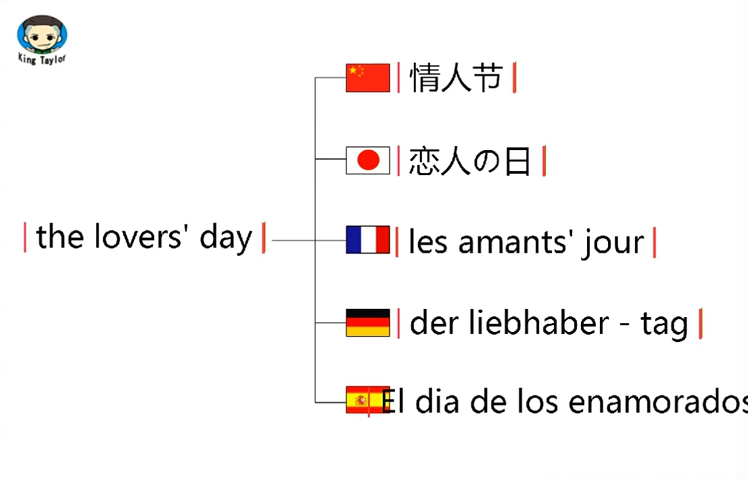 King Taylor
the lovers' day
情人节
恋人の日
les amants' jour
der liebhaber - tag
El dia de los enamorados